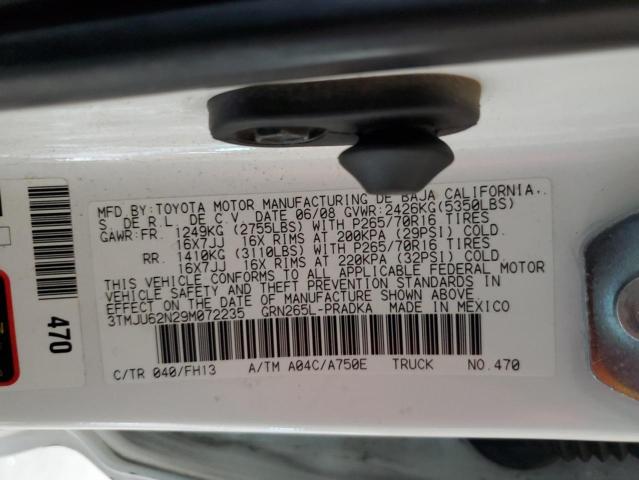 MFD.BY:TOYOTA MOTOR MANUFACTURING DE BAJA CALIFORNIA,.
S. DE R.L. DE C.V. DATE 06/08 GVWR:2426KG(5350LBS)
GAWR:FR. 1249KG (2755LBS) WITH P265/70R16 TIRES
16X7JJ 16X RIMS AT 200KPA (29PSI) COLD.
RR. 1410KG (3110LBS) WITH P265/70R16 TIRES
16X7JJ 16X RIMS AT 220KPA (32PSI) COLD.
THIS VEHICLE CONFORMS TO ALL APPLICABLE FEDERAL MOTOR
VEHICLE SAFETY AND THEFT PREVENTION STANDARDS IN
EFFECT ON THE DATE OF MANUFACTURE SHOWN ABOVE.
3TMJU62N29M072235 GRN265L-PRADKA MADE IN MEXICO
C/TR 040/FH13 A/TM A04C/A750E TRUCK NO.470
470